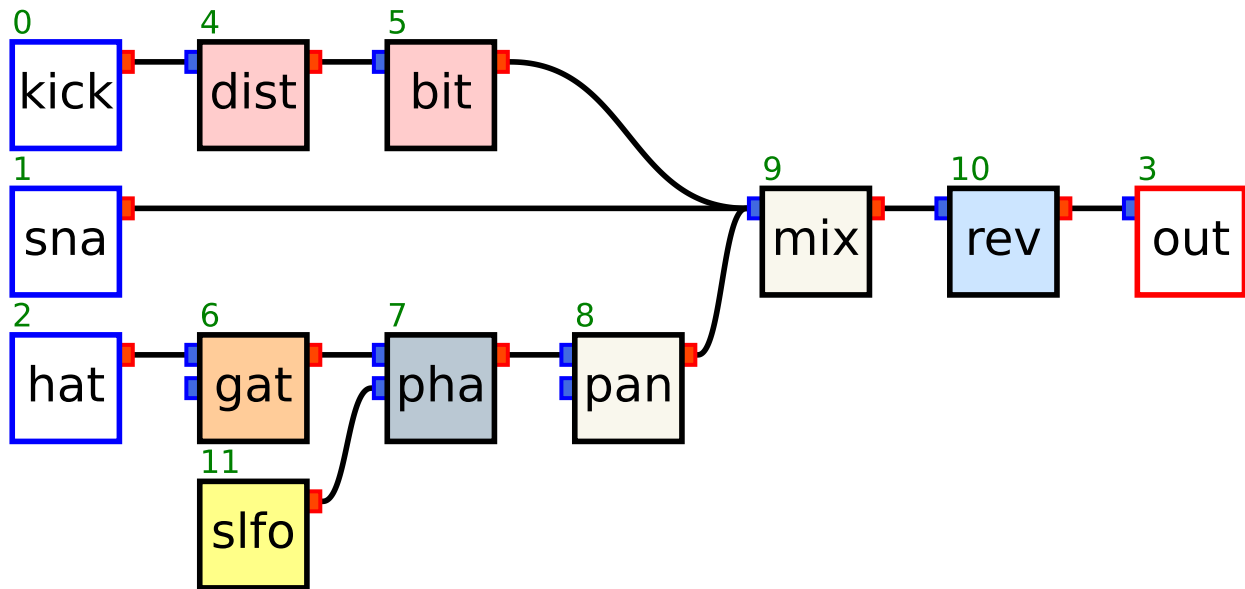 0 4 5
kick dist bit
1 9 10 3
sna mix rev out
2 6 7 8
hat gat pha pan
11
slfo